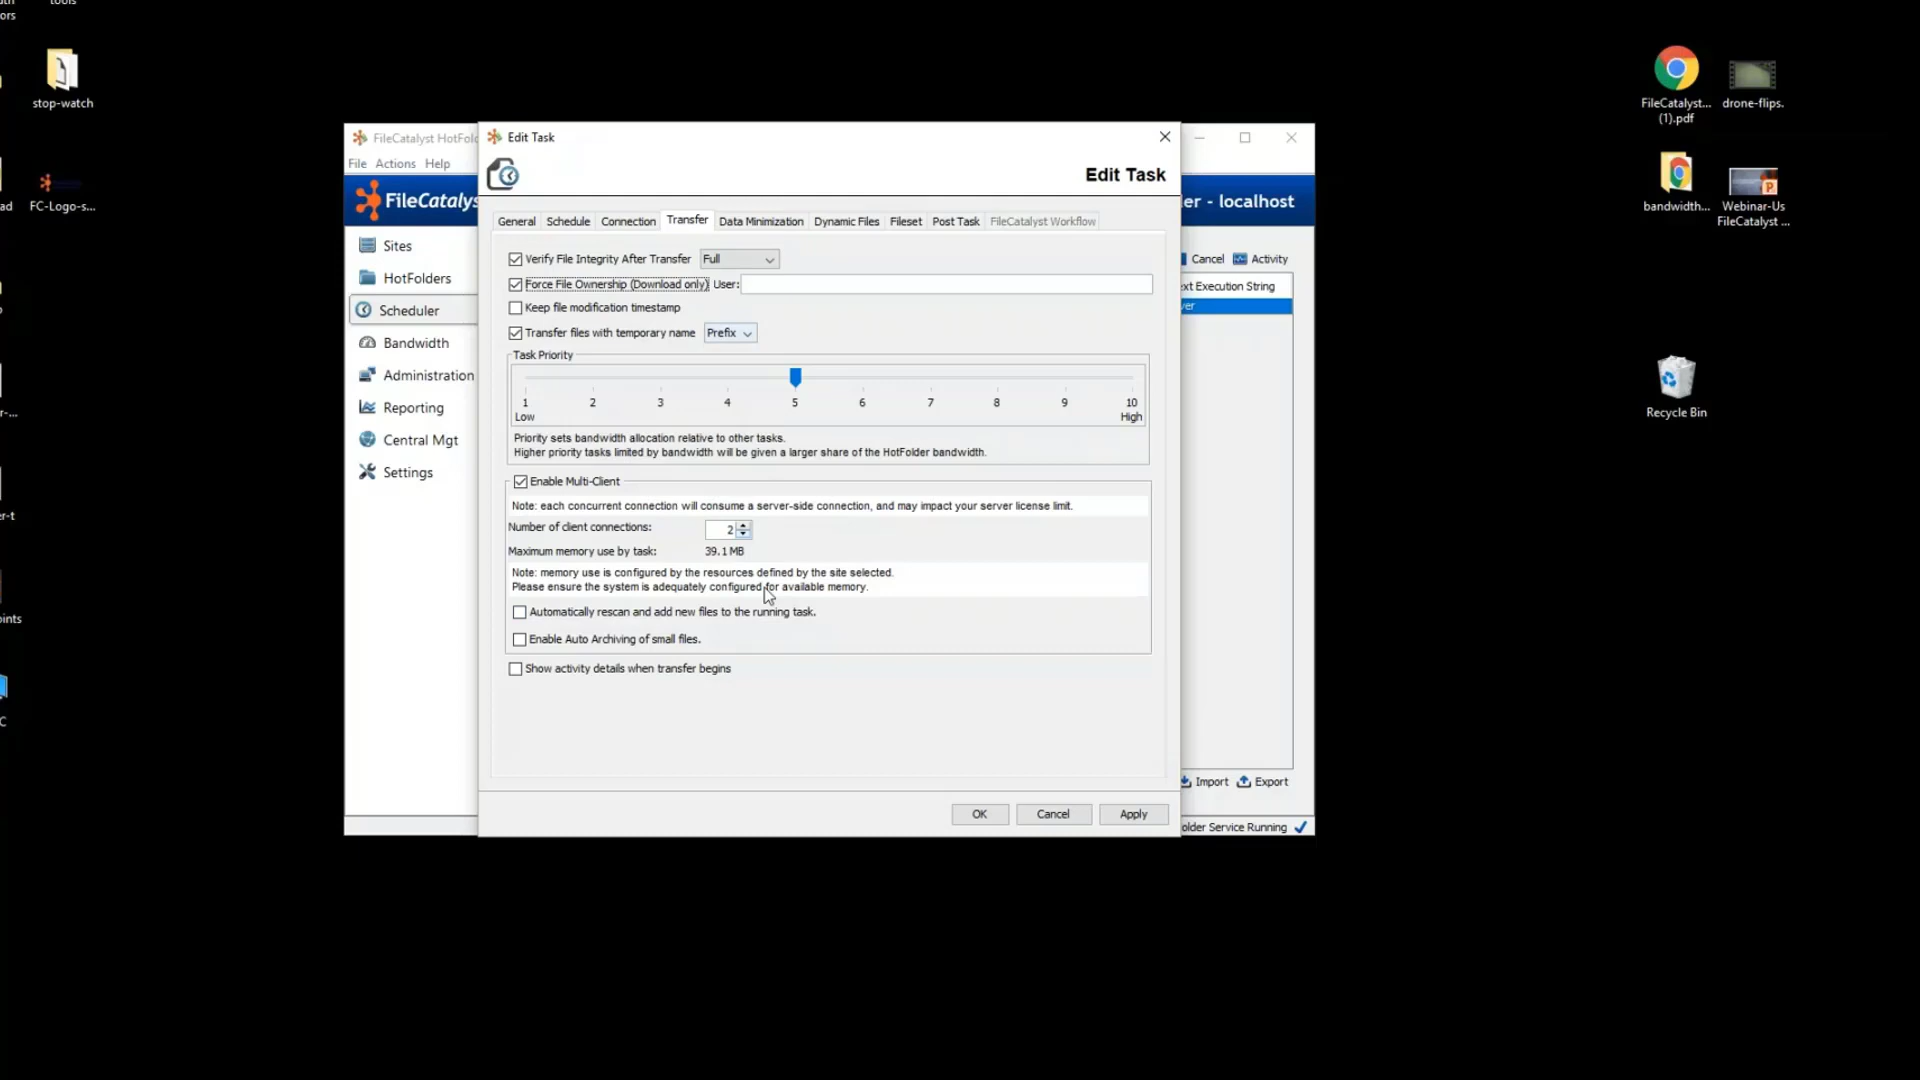 tools
ors
stop-watch
ad
FC-Logo-s...
r-...
er-t
oints
C
FileCatalyst...
(1).pdf
drone-flips.
bandwidth...
Webinar-Us
FileCatalyst ...
Recycle Bin
FileCatalyst HotFol
File Actions Help
FileCatalys
er - localhost
Sites
HotFolders
Scheduler
Bandwidth
Administration
Reporting
Central Mgt
Settings
Cancel Activity
ext Execution String
ver
Import Export
older Service Running
Edit Task
Edit Task
General Schedule Connection Transfer Data Minimization Dynamic Files Fileset Post Task FileCatalyst Workflow
Verify File Integrity After Transfer Full
Force File Ownership (Download only) User:
Keep file modification timestamp
Transfer files with temporary name Prefix
Task Priority
1 2 3 4 5 6 7 8 9 10
Low High
Priority sets bandwidth allocation relative to other tasks.
Higher priority tasks limited by bandwidth will be given a larger share of the HotFolder bandwidth.
Enable Multi-Client
Note: each concurrent connection will consume a server-side connection, and may impact your server license limit.
Number of client connections: 2
Maximum memory use by task: 39.1 MB
Note: memory use is configured by the resources defined by the site selected.
Please ensure the system is adequately configured for available memory.
Automatically rescan and add new files to the running task.
Enable Auto Archiving of small files.
Show activity details when transfer begins
OK Cancel Apply